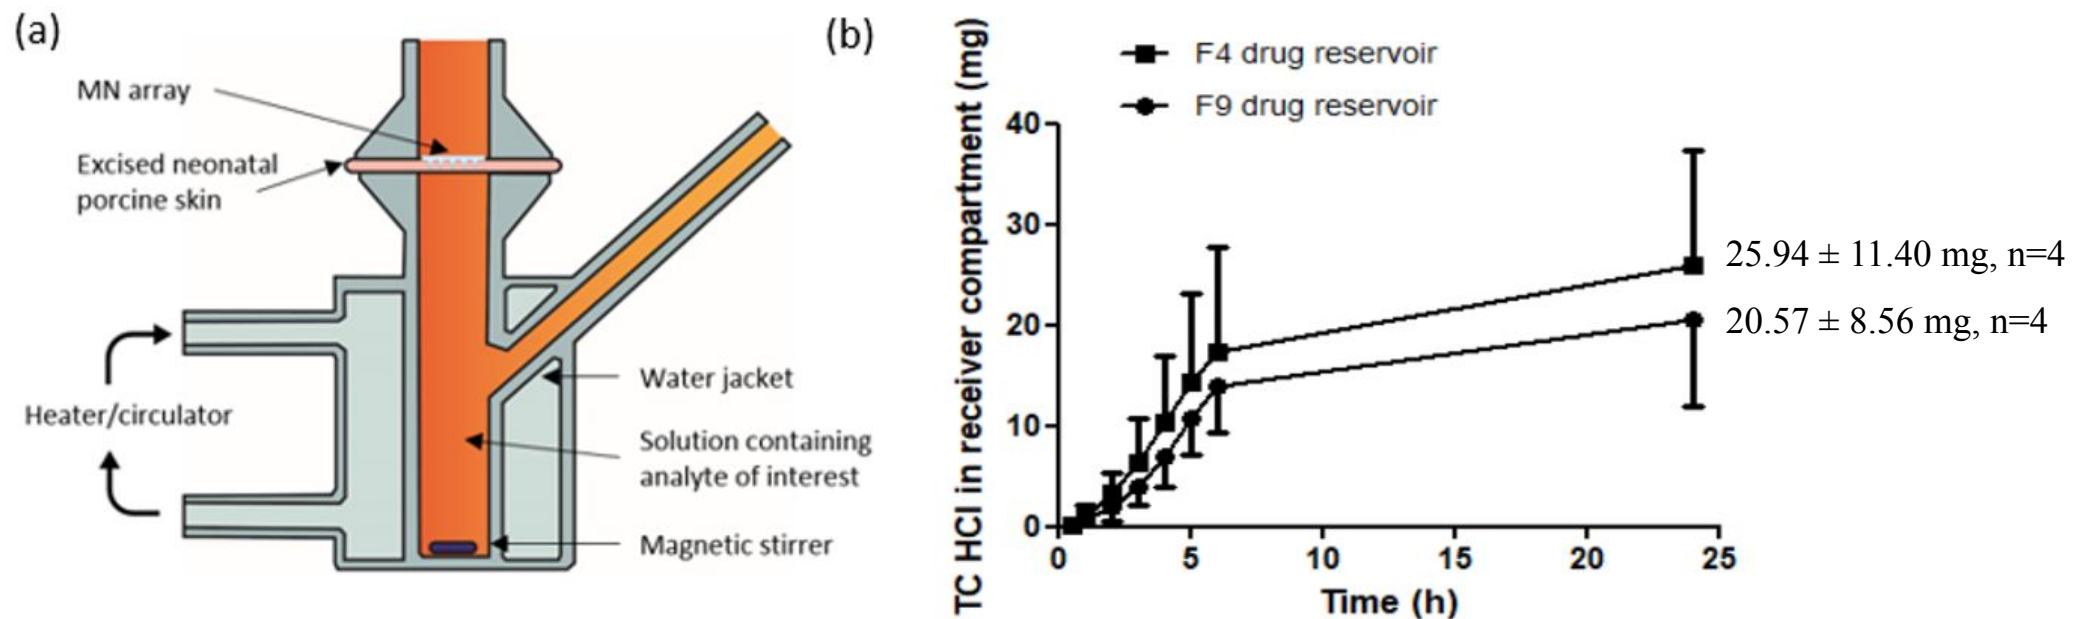 (a)
MN array
Excised neonatal
porcine skin
Heater/circulator
Water jacket
Solution containing
analyte of interest
Magnetic stirrer
(b)
F4 drug reservoir
F9 drug reservoir
TC HCl in receiver compartment (mg)
40
30
20
10
0
0 5 10 15 20 25
Time (h)
25.94 ± 11.40 mg, n=4
20.57 ± 8.56 mg, n=4